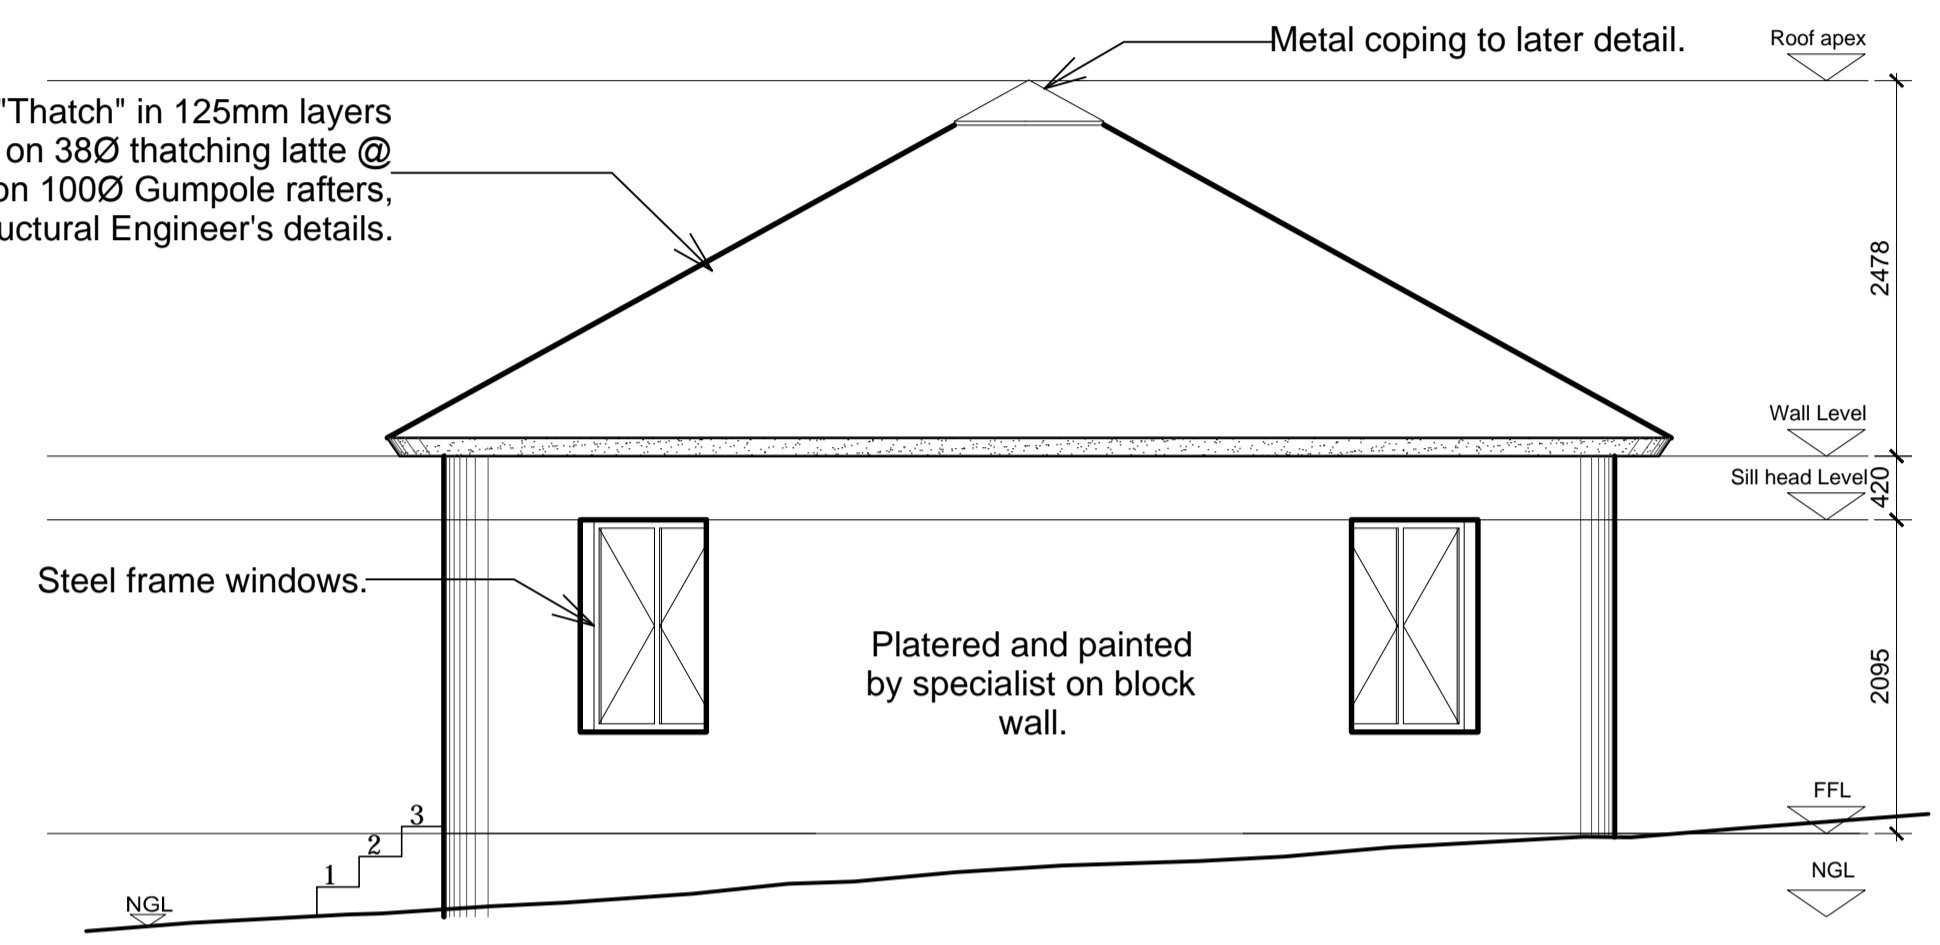 Metal coping to later detail.
Roof apex
"Thatch" in 125mm layers
on 38Ø thatching latte @
on 100Ø Gumpole rafters,
uctural Engineer's details.
2478
Wall Level
Sill head Level
420
Steel frame windows.
Platered and painted
by specialist on block
wall.
2095
FFL
3
2
1
NGL
NGL